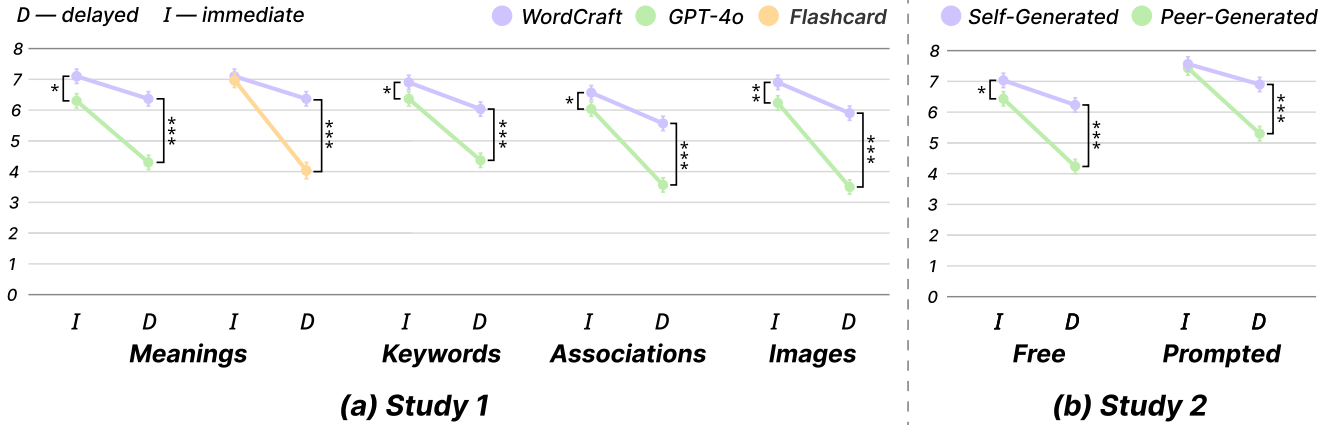 D — delayed I — immediate WordCraft GPT-4o Flashcard
8
7
6
5
4
3
2
1
0
* *** *** * *** * *** ** ***
I D I D I D I D I D
Meanings Keywords Associations Images
(a) Study 1
Self-Generated Peer-Generated
8
7
6
5
4
3
2
1
0
* *** ***
I D I D
Free Prompted
(b) Study 2